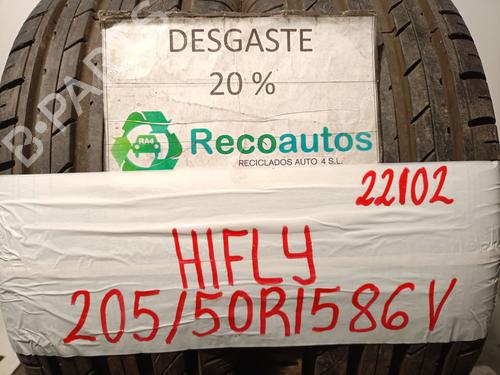 DESGASTE
20 %
RA4
Recoautos
RECICLADOS AUTO 4 S.L.
B-PARTS
22102
HIFLY
205/50R1586V